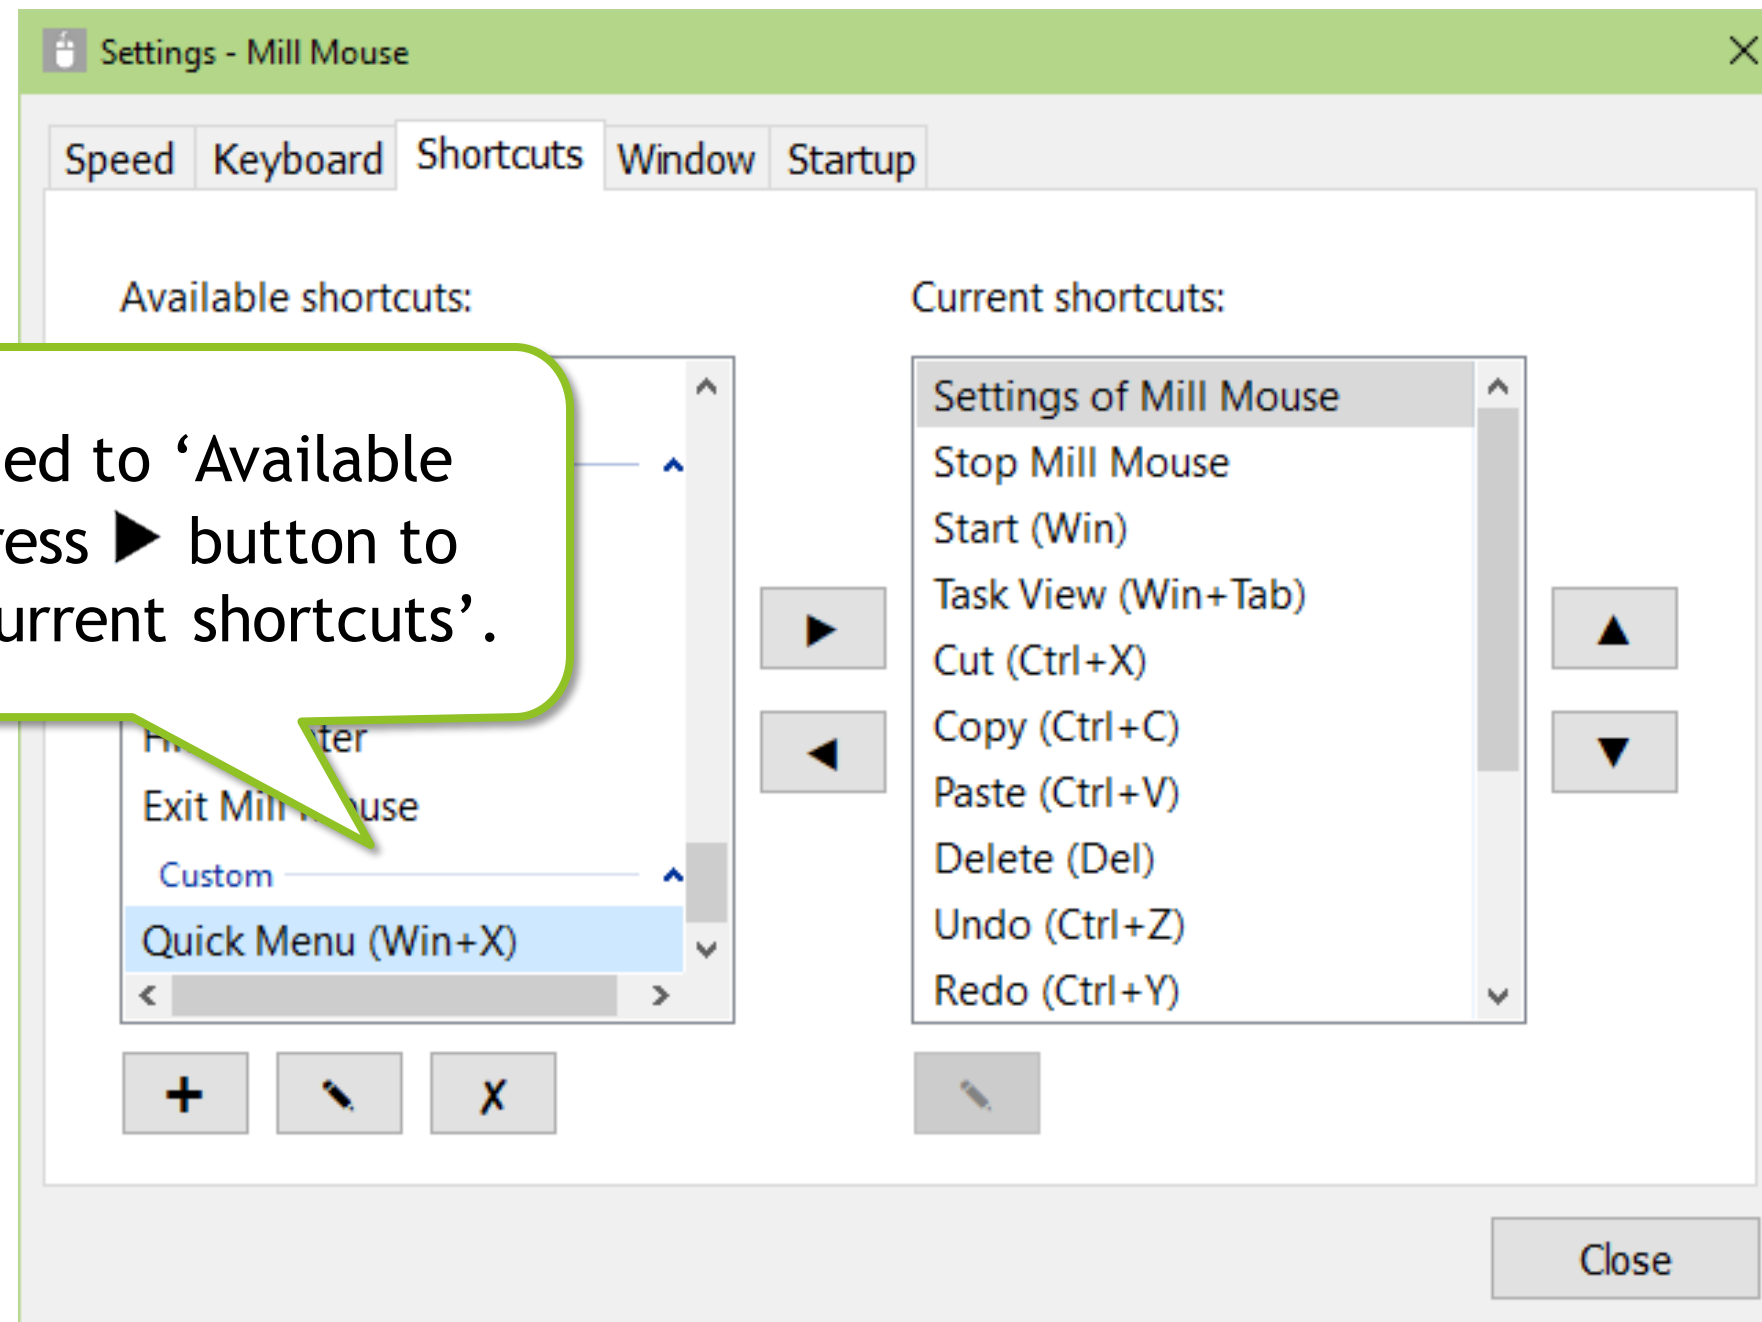 Settings - Mill Mouse
Speed Keyboard Shortcuts Window Startup
Available shortcuts:
Current shortcuts:
ed to ‘Available
ress ▶ button to
urrent shortcuts’.
Exit Mill
Custom
Quick Menu (Win+X)
Settings of Mill Mouse
Stop Mill Mouse
Start (Win)
Task View (Win+Tab)
Cut (Ctrl+X)
Copy (Ctrl+C)
Paste (Ctrl+V)
Delete (Del)
Undo (Ctrl+Z)
Redo (Ctrl+Y)
Close